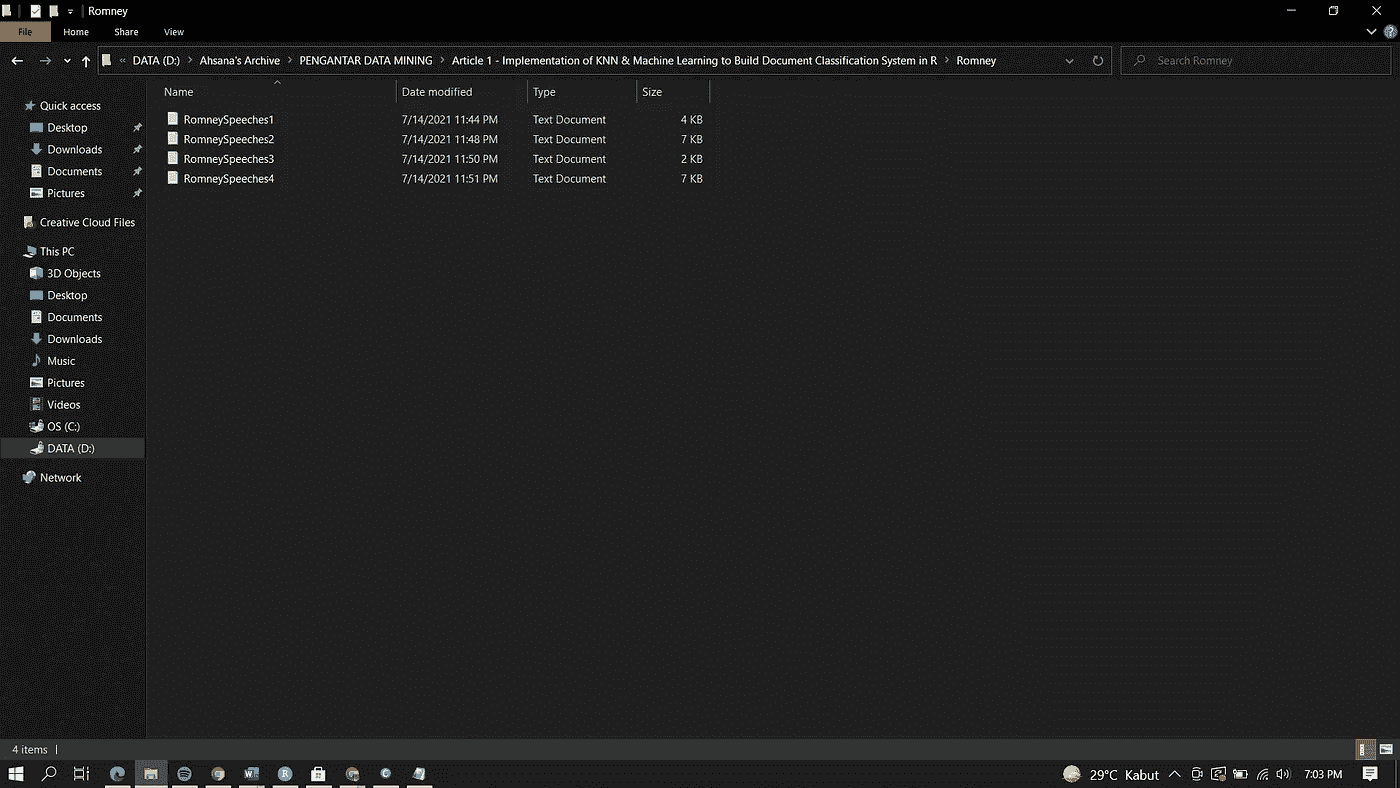 Romney
File Home Share View
« DATA (D:) > Ahsana's Archive > PENGANTAR DATA MINING > Article 1 - Implementation of KNN & Machine Learning to Build Document Classification System in R > Romney
Search Romney
Name Date modified Type Size
RomneySpeeches1 7/14/2021 11:44 PM Text Document 4 KB
RomneySpeeches2 7/14/2021 11:48 PM Text Document 7 KB
RomneySpeeches3 7/14/2021 11:50 PM Text Document 2 KB
RomneySpeeches4 7/14/2021 11:51 PM Text Document 7 KB
Quick access
Desktop
Downloads
Documents
Pictures
Creative Cloud Files
This PC
3D Objects
Desktop
Documents
Downloads
Music
Pictures
Videos
OS (C:)
DATA (D:)
Network
4 items
29°C Kabut 7:03 PM